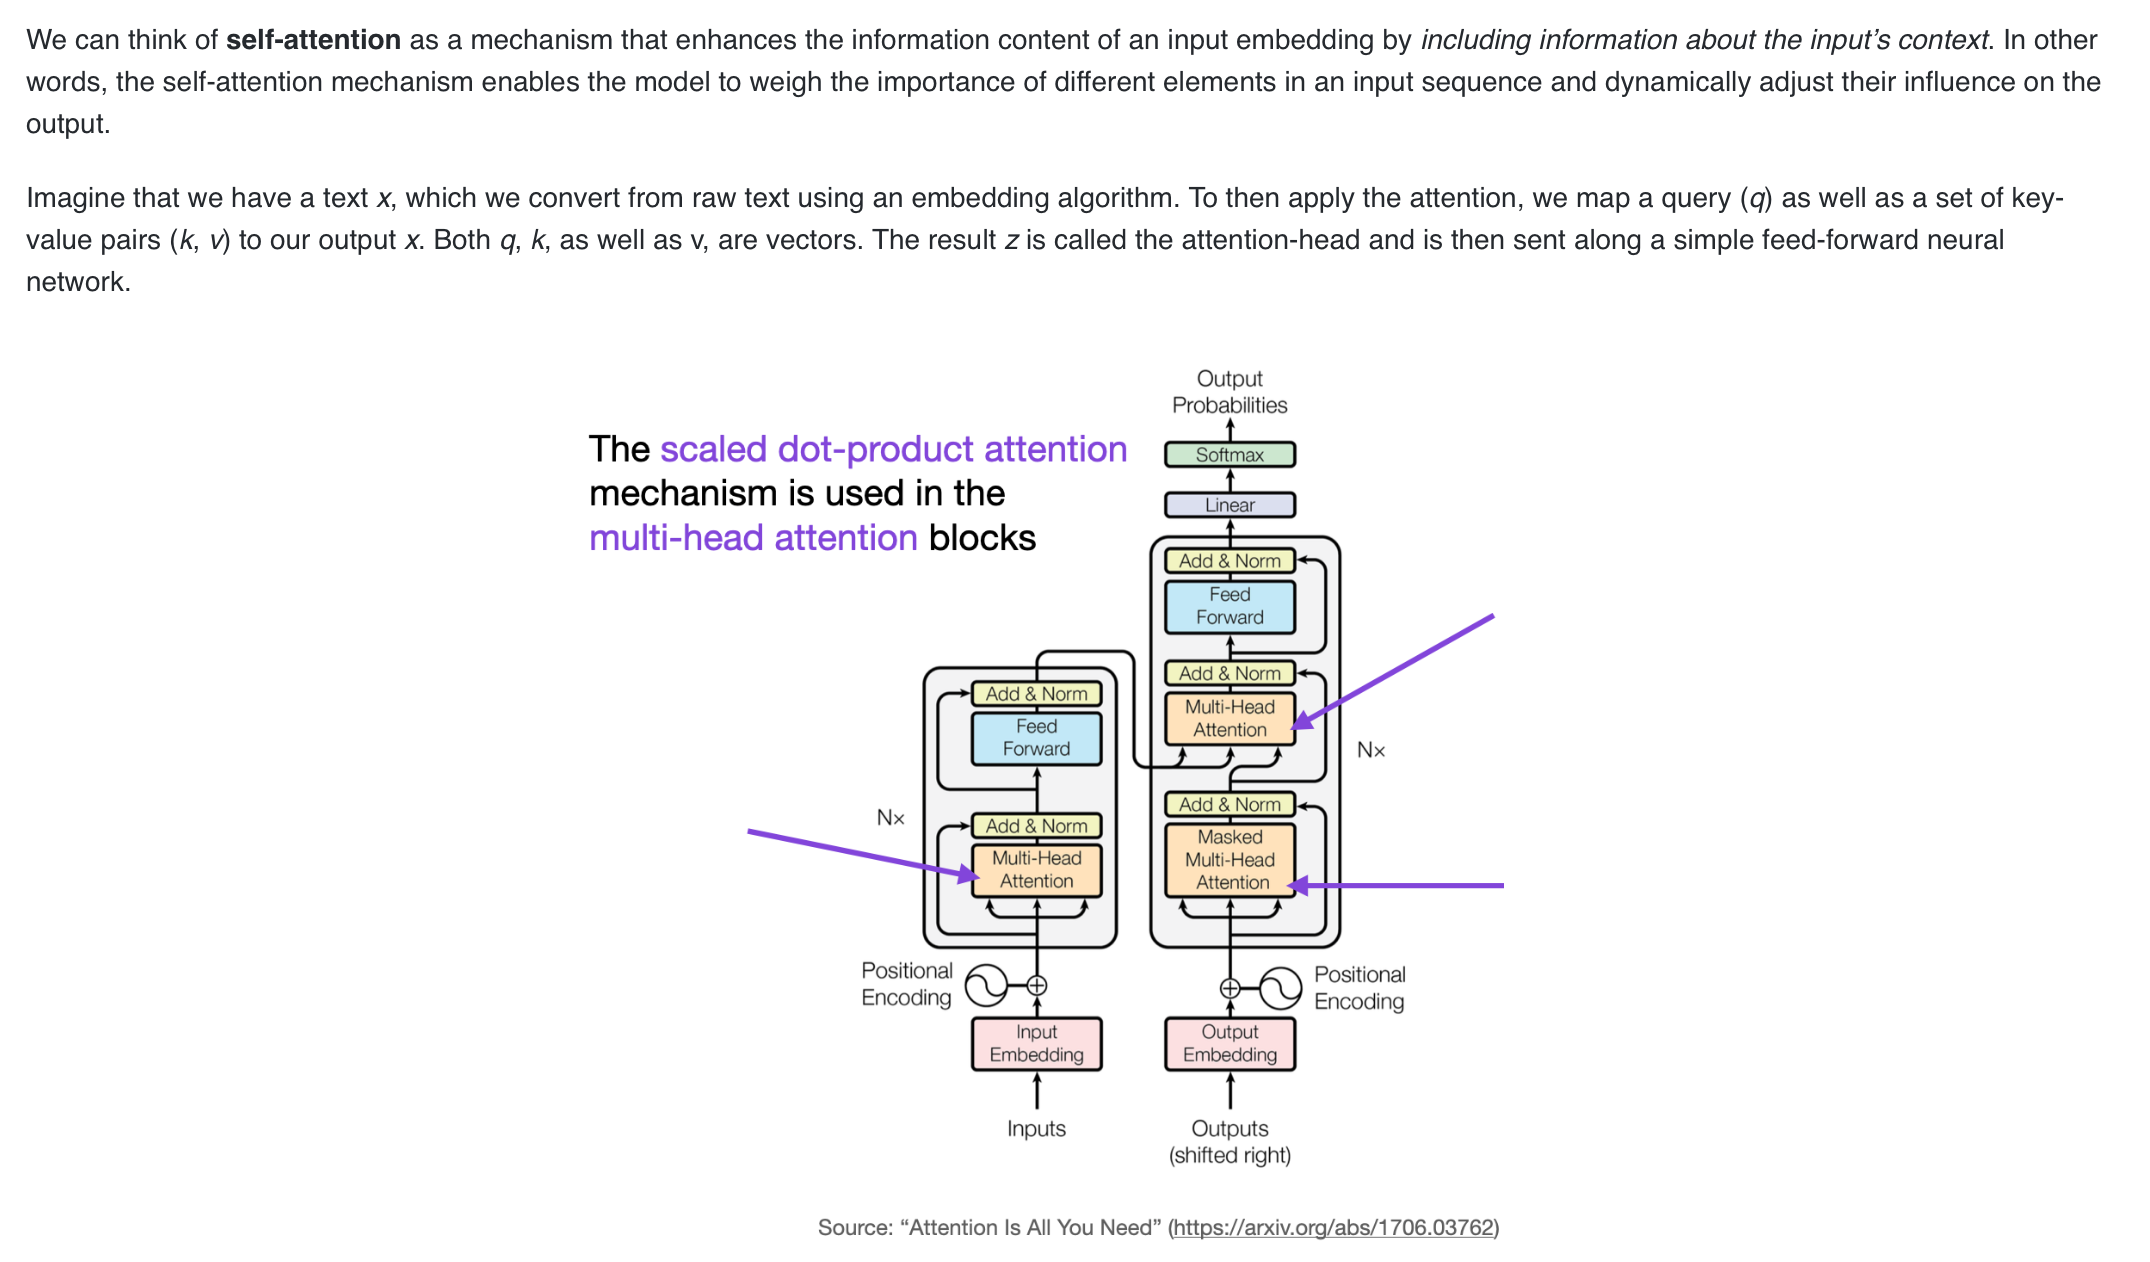 We can think of self-attention as a mechanism that enhances the information content of an input embedding by including information about the input’s context. In other
words, the self-attention mechanism enables the model to weigh the importance of different elements in an input sequence and dynamically adjust their influence on the
output.
Imagine that we have a text x, which we convert from raw text using an embedding algorithm. To then apply the attention, we map a query (q) as well as a set of key-
value pairs (k, v) to our output x. Both q, k, as well as v, are vectors. The result z is called the attention-head and is then sent along a simple feed-forward neural
network.
The scaled dot-product attention
mechanism is used in the
multi-head attention blocks
Output
Probabilities
Softmax
Linear
Add & Norm
Feed
Forward
Add & Norm
Multi-Head
Attention
Nx
Add & Norm
Masked
Multi-Head
Attention
Add & Norm
Feed
Forward
Nx
Add & Norm
Multi-Head
Attention
Positional
Encoding
Positional
Encoding
Input
Embedding
Output
Embedding
Inputs
Outputs
(shifted right)
Source: “Attention Is All You Need” (https://arxiv.org/abs/1706.03762)